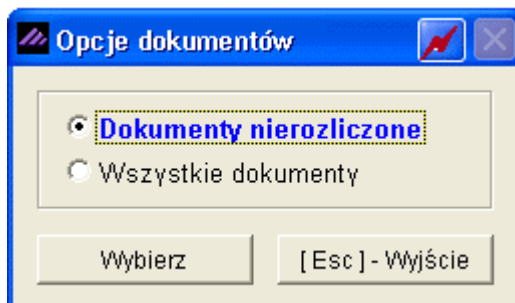 Opcje dokumentów
Dokumenty nierozliczone
Wszystkie dokumenty
Wybierz
[ Esc ] - Wyjście